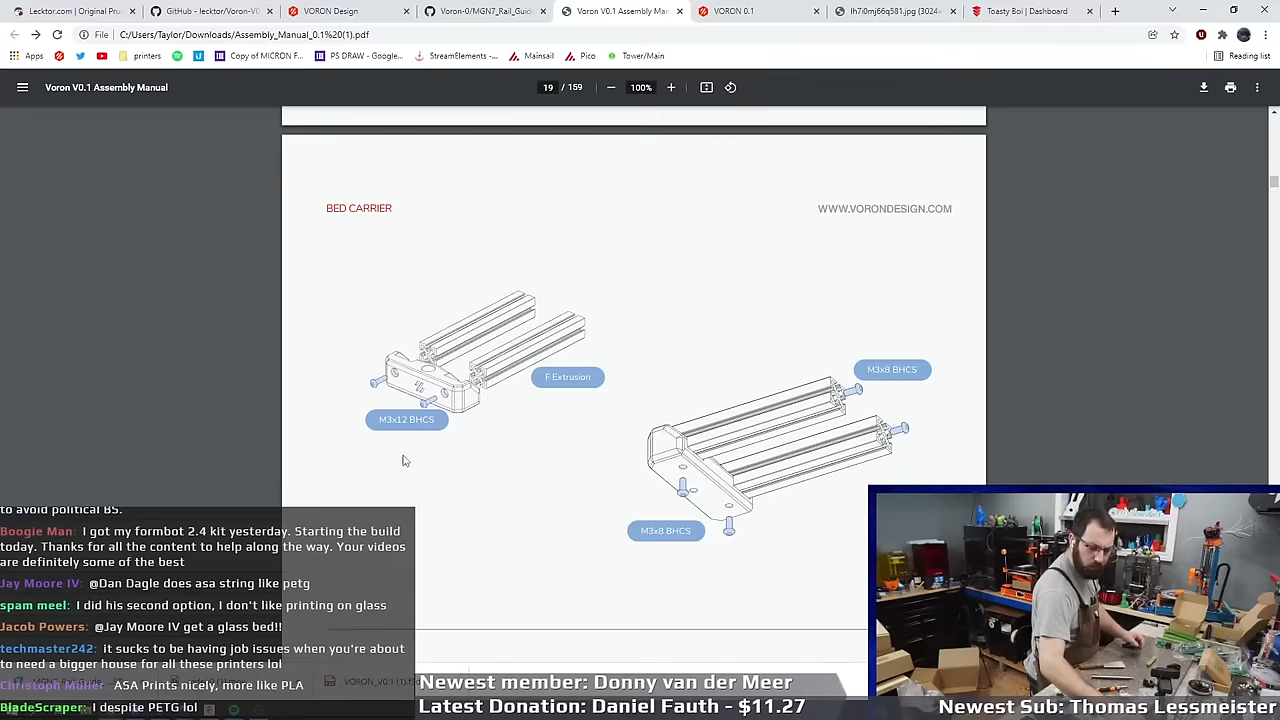 Lecktor.com | Original Prus
GitHub - lecktor/Voron-V0
VORON Design
Voron-0/MGN7_Rail_Guide
Voron V0.1 Assembly Manual
VORON 0.1
lh7i0mj66q581.jpg (3024×
Toasty Boi | Dashboard
File
C:/Users/Taylor/Downloads/Assembly_Manual_0.1%20(1).pdf
Apps
printers
Copy of MICRON F...
PS DRAW - Google...
StreamElements -...
Mainsail
Pico
Tower/Main
Reading list
Voron V0.1 Assembly Manual
19 / 159
100%
BED CARRIER
WWW.VORONDESIGN.COM
M3x8 BHCS
F Extrusion
M3x12 BHCS
M3x8 BHCS
to avoid political BS.
Boogie Man: I got my formbot 2.4 kit yesterday. Starting the build
today. Thanks for all the content to help along the way. Your videos
are definitely some of the best
Jay Moore IV: @Dan Dagle does asa string like petg
spam meel: I did his second option, I don't like printing on glass
Jacob Powers: @Jay Moore IV get a glass bed!!
techmaster242: it sucks to be having job issues when you're about
to need a bigger house for all these printers lol
Christoph Müller: ASA Prints nicely, more like PLA
BladeScraper: I despite PETG lol
Newest member: Donny van der Meer
Latest Donation: Daniel Fauth - $11.27
Newest Sub: Thomas Lessmeister